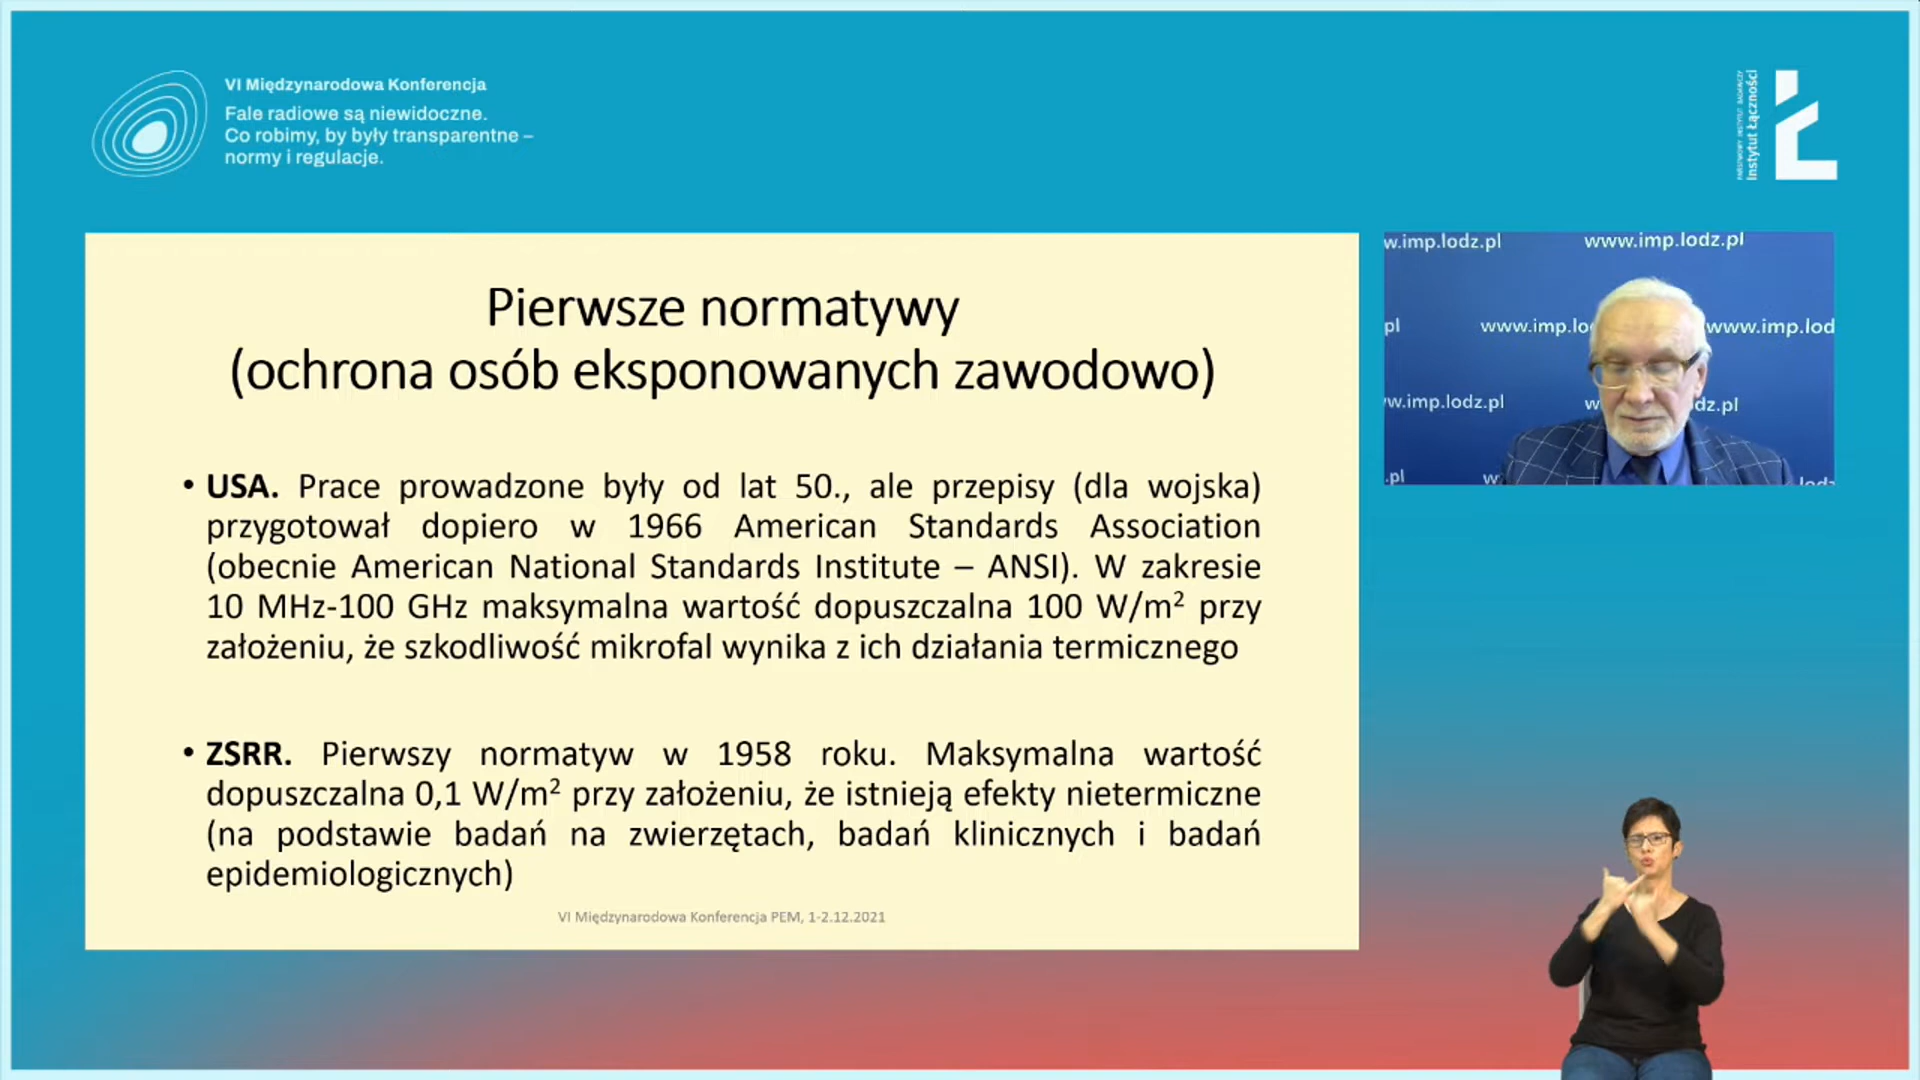 VI Międzynarodowa Konferencja
Fale radiowe są niewidoczne.
Co robimy, by były transparentne –
normy i regulacje.
PAŃSTWOWY INSTYTUT BADAWCZY
Instytut Łączności
Pierwsze normatywy
(ochrona osób eksponowanych zawodowo)
• USA. Prace prowadzone były od lat 50., ale przepisy (dla wojska)
przygotował dopiero w 1966 American Standards Association
(obecnie American National Standards Institute – ANSI). W zakresie
10 MHz-100 GHz maksymalna wartość dopuszczalna 100 W/m² przy
założeniu, że szkodliwość mikrofal wynika z ich działania termicznego
• ZSRR. Pierwszy normatyw w 1958 roku. Maksymalna wartość
dopuszczalna 0,1 W/m² przy założeniu, że istnieją efekty nietermiczne
(na podstawie badań na zwierzętach, badań klinicznych i badań
epidemiologicznych)
VI Międzynarodowa Konferencja PEM, 1-2.12.2021
w.imp.lodz.pl www.imp.lodz.pl
pl www.imp.lo www.imp.lod
w.imp.lodz.pl w dz.pl
.pl w lodz